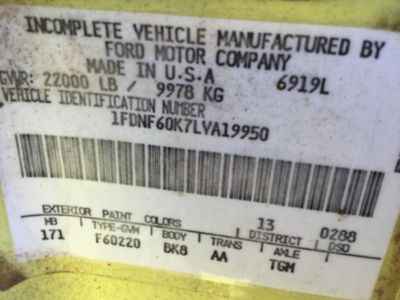 INCOMPLETE VEHICLE MANUFACTURED BY
FORD MOTOR COMPANY
MADE IN U.S.A 6919L
GVWR: 22000 LB / 9978 KG
VEHICLE IDENTIFICATION NUMBER
1FDNF60K7LVA19950
EXTERIOR PAINT COLORS 13 0288
WB TYPE-GVW BODY TRANS DISTRICT AXLE DSO
171 F60220 BK8 AA TGM